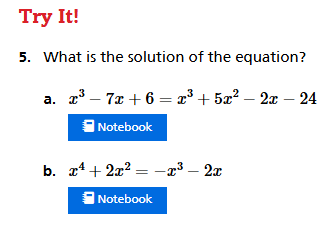 Try It!
5. What is the solution of the equation?
a. x³ – 7x + 6 = x³ + 5x² – 2x – 24
Notebook
b. x⁴ + 2x² = –x³ – 2x
Notebook